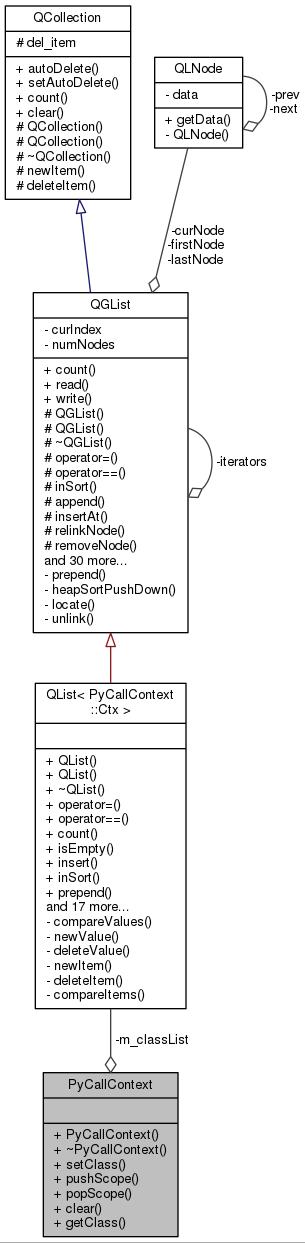 QCollection
# del_item
+ autoDelete()
+ setAutoDelete()
+ count()
+ clear()
# QCollection()
# QCollection()
# ~QCollection()
# newItem()
# deleteItem()
QLNode
- data
+ getData()
- QLNode()
-prev
-next
-curNode
-firstNode
-lastNode
QGList
- curIndex
- numNodes
+ count()
+ read()
+ write()
# QGList()
# QGList()
# ~QGList()
# operator=()
# operator==()
# inSort()
# append()
# insertAt()
# relinkNode()
# removeNode()
and 30 more...
- prepend()
- heapSortPushDown()
- locate()
- unlink()
-iterators
QList< PyCallContext
::Ctx >
+ QList()
+ QList()
+ ~QList()
+ operator=()
+ operator==()
+ count()
+ isEmpty()
+ insert()
+ inSort()
+ prepend()
and 17 more...
- compareValues()
- newValue()
- deleteValue()
- newItem()
- deleteItem()
- compareItems()
-m_classList
PyCallContext
+ PyCallContext()
+ ~PyCallContext()
+ setClass()
+ pushScope()
+ popScope()
+ clear()
+ getClass()